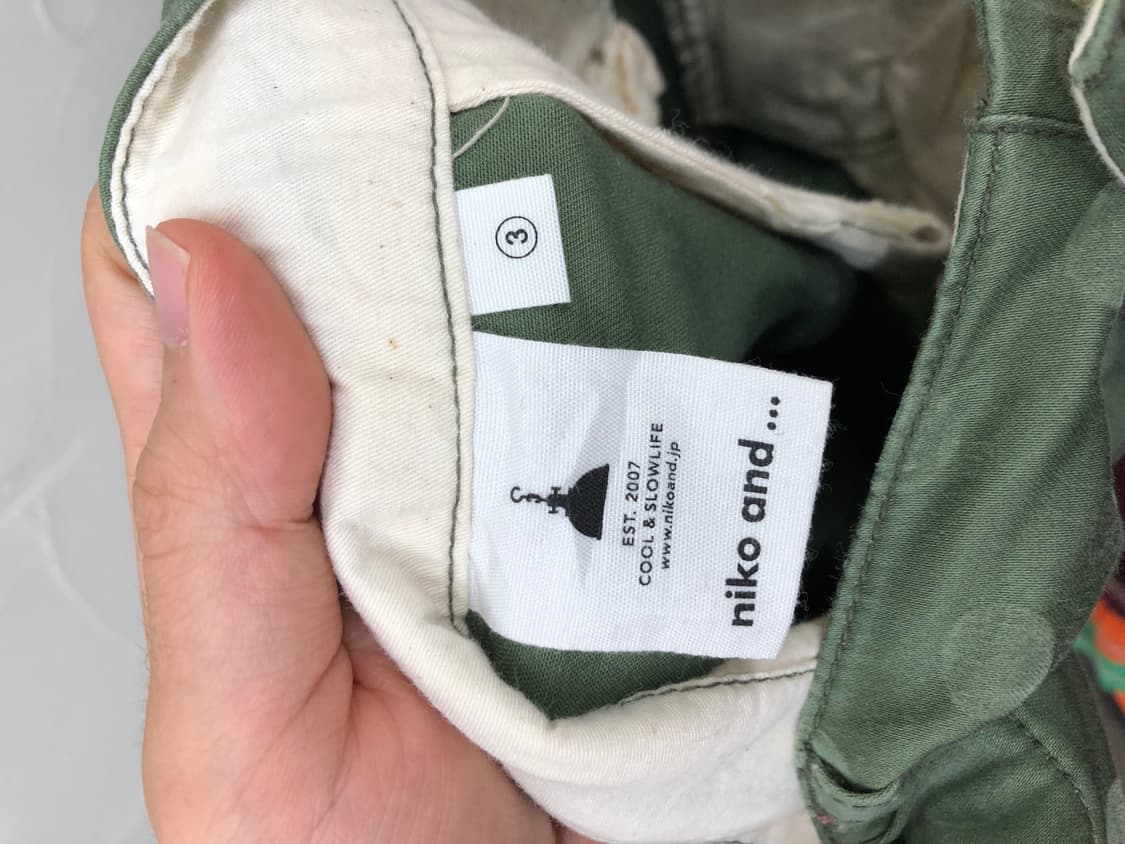 ③
EST. 2007
COOL & SLOWLIFE
www.nikoand.jp
niko and ...